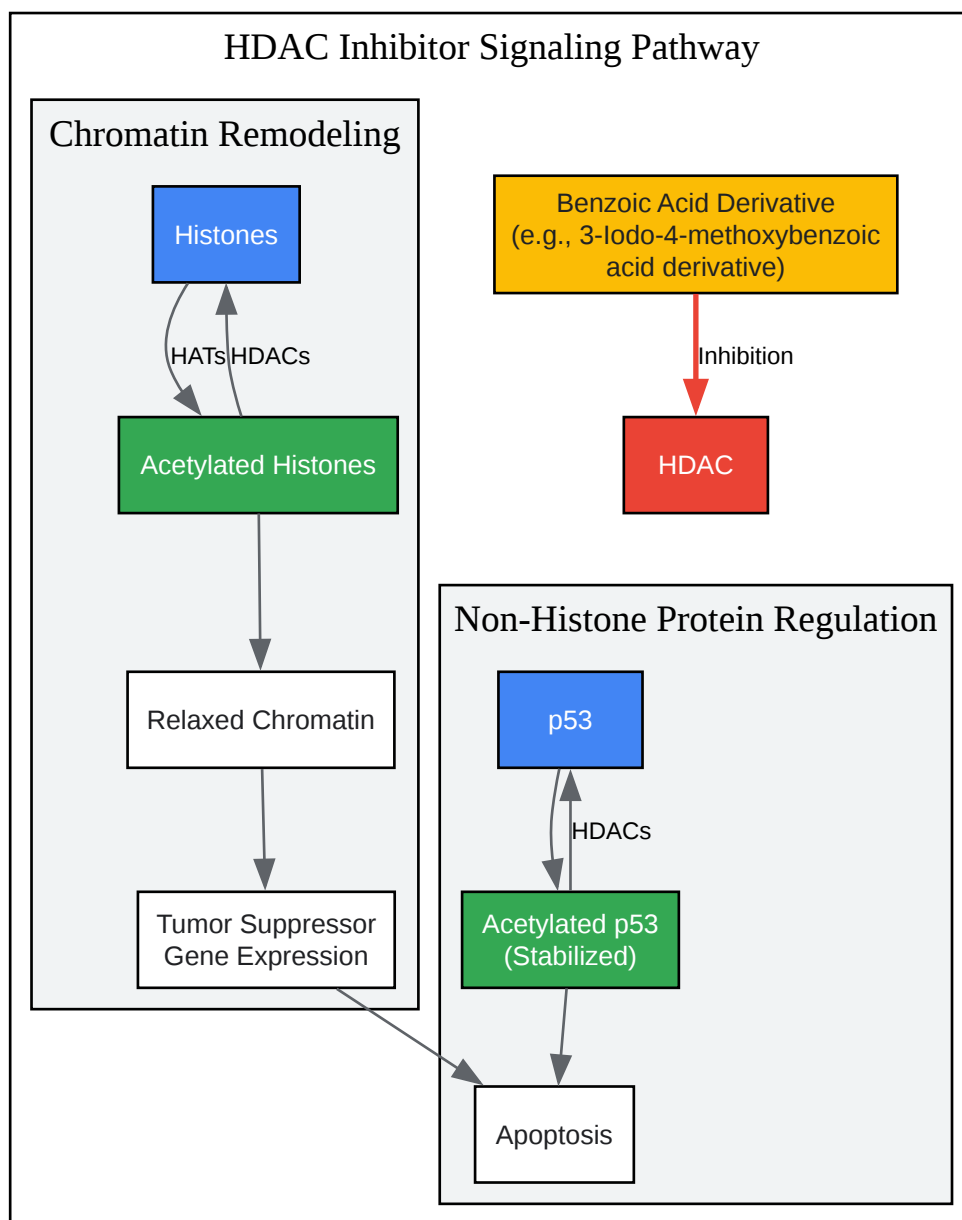 HDAC Inhibitor Signaling Pathway
Chromatin Remodeling
Histones
HATs
HDACs
Acetylated Histones
Relaxed Chromatin
Tumor Suppressor
Gene Expression
Benzoic Acid Derivative
(e.g., 3-Iodo-4-methoxybenzoic
acid derivative)
Inhibition
HDAC
Non-Histone Protein Regulation
p53
HDACs
Acetylated p53
(Stabilized)
Apoptosis